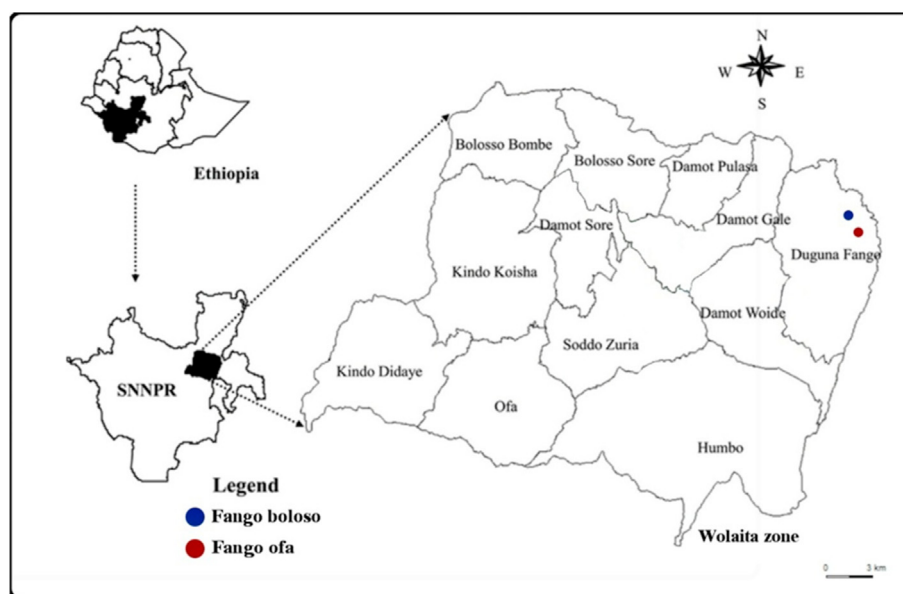 N
W E
S
Ethiopia
Bolosso Bombe
Bolosso Sore
Damot Pulasa
Damot Sore
Damot Gale
Duguna Fango
Kindo Koisha
Damot Woide
Soddo Zuria
Kindo Didaye
SNNPR
Ofa
Humbo
Legend
Fango boloso
Fango ofa
Wolaita zone
0 3 km